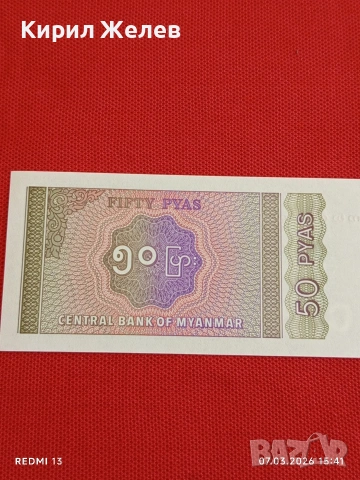 Кирил Желев
FIFTY PYAS
၅၀
CENTRAL BANK OF MYANMAR
50 PYAS
REDMI 13
07.03.2026 15:41
BAZAR